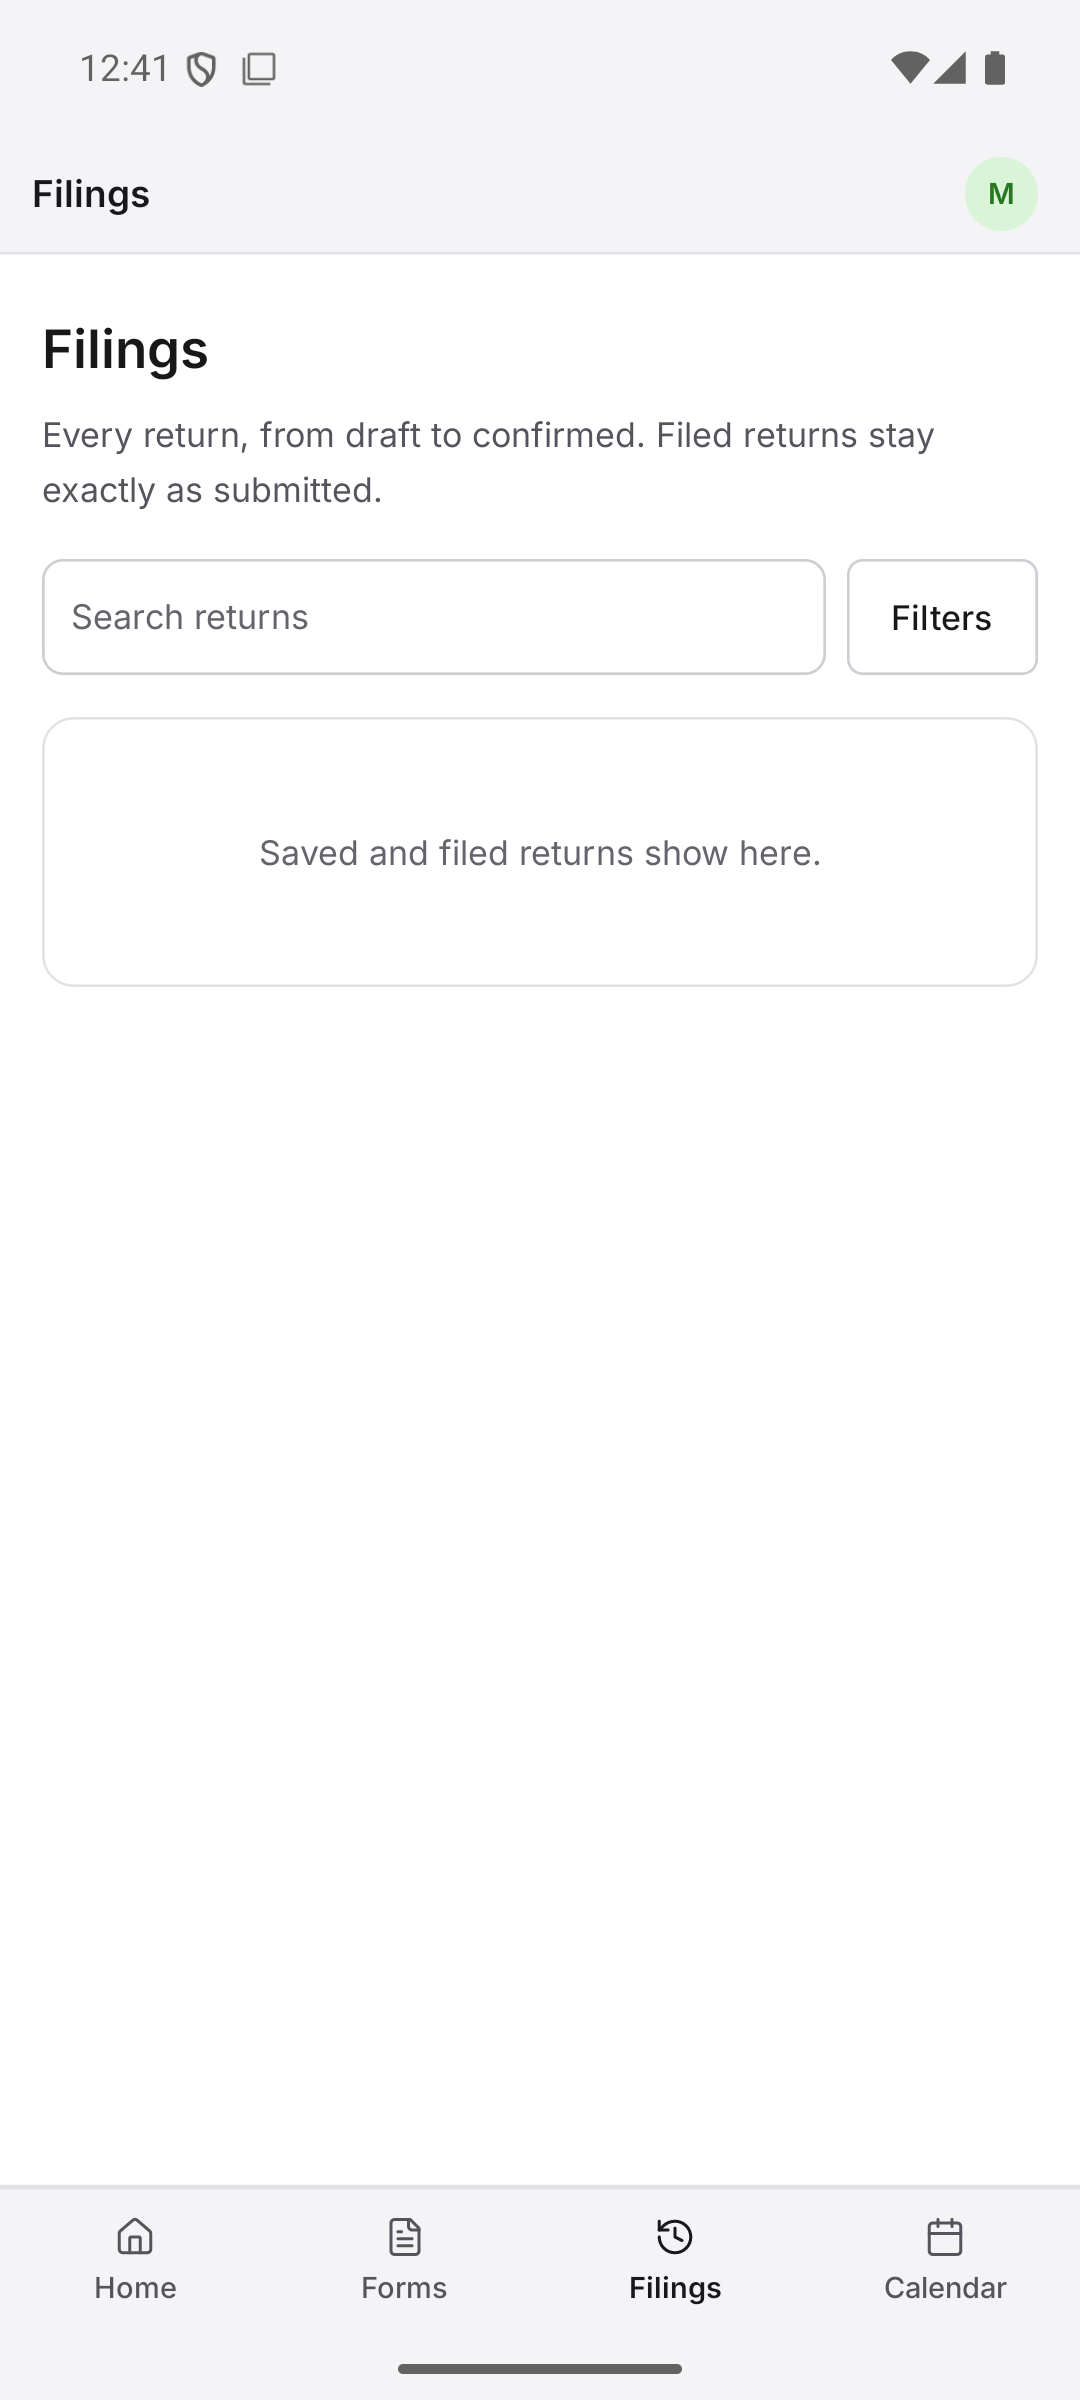 12:41
Filings
M
Filings
Every return, from draft to confirmed. Filed returns stay
exactly as submitted.
Search returns
Filters
Saved and filed returns show here.
Home
Forms
Filings
Calendar